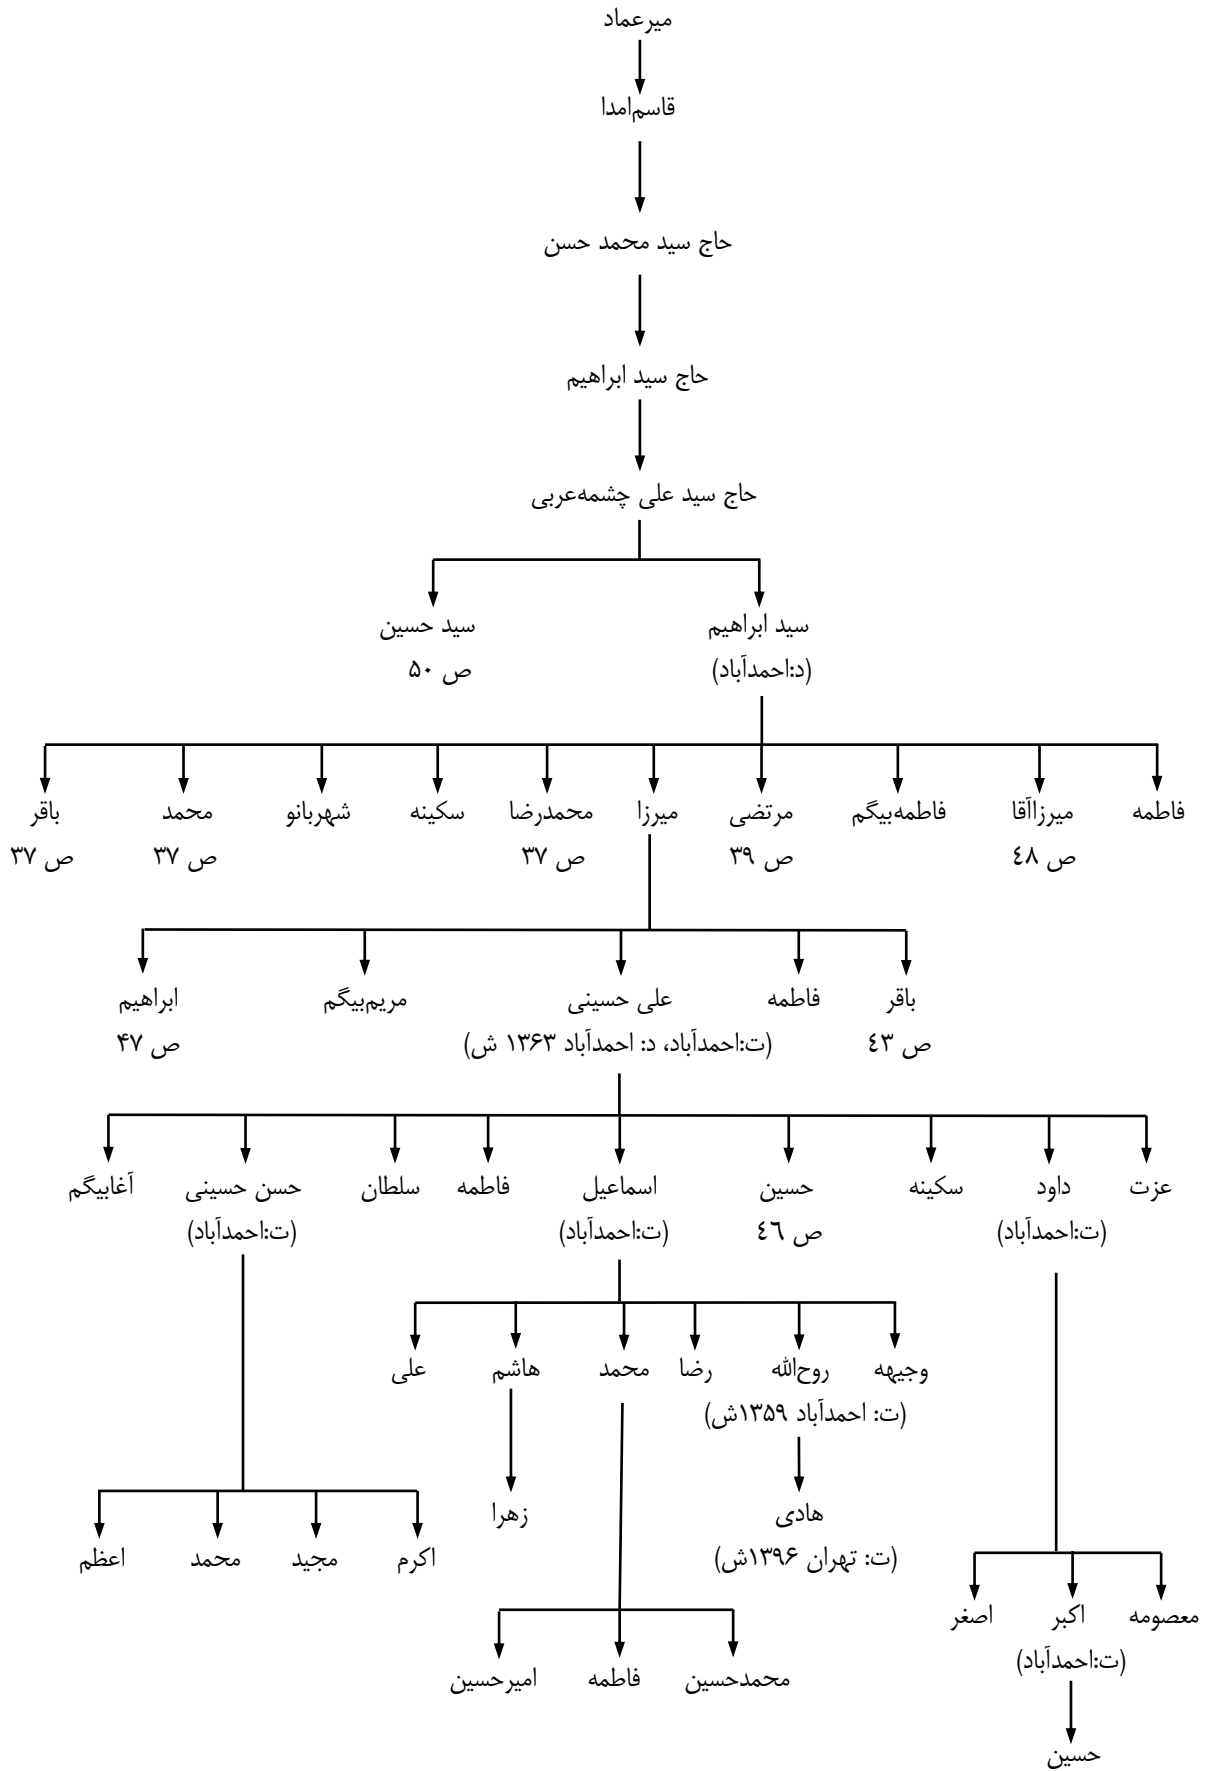 میرعماد
قاسم‌امدا
حاج سید محمد حسن
حاج سید ابراهیم
حاج سید علی چشمه‌عربی
سید ابراهیم سید حسین
(د:احمدآباد) ص ۵۰
فاطمه میرزاآقا فاطمه‌بیگم مرتضی میرزا محمدرضا سکینه شهربانو محمد باقر
ص ٤٨ ص ۳۹ ص ۳۷ ص ۳۷ ص ۳۷
باقر فاطمه علی حسینی مریم‌بیگم ابراهیم
ص ٤٣ (ت:احمدآباد، د: احمدآباد ۱۳۶۳ ش) ص ۴۷
عزت داود سکینه حسین اسماعیل فاطمه سلطان حسن حسینی آغابیگم
(ت:احمدآباد) ص ٤٦ (ت:احمدآباد) (ت:احمدآباد)
وجیهه روح‌الله رضا محمد هاشم علی
(ت: احمدآباد ۱۳۵۹ش)
هادی زهرا
(ت: تهران ۱۳۹۶ش) اکرم مجید محمد اعظم
معصومه اکبر اصغر
(ت:احمدآباد)
محمدحسین فاطمه امیرحسین
حسین